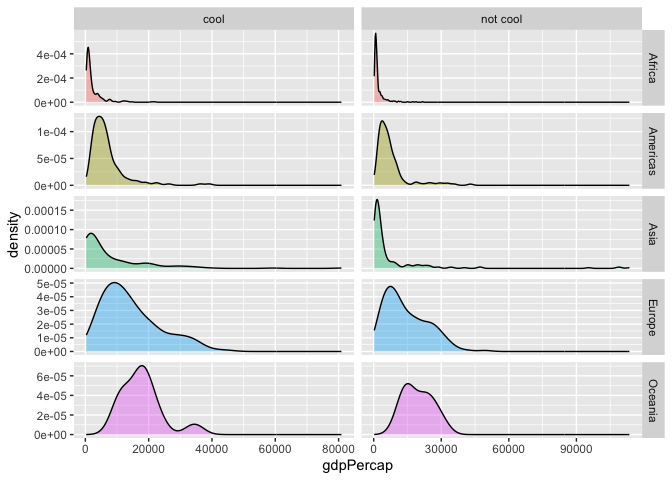 cool not cool
4e-04
2e-04
0e+00
Africa
1e-04
5e-05
0e+00
Americas
0.00015
0.00010
0.00005
0.00000
Asia
5e-05
4e-05
3e-05
2e-05
1e-05
0e+00
Europe
6e-05
4e-05
2e-05
0e+00
Oceania
density
0 20000 40000 60000 80000 0 30000 60000 90000
gdpPercap